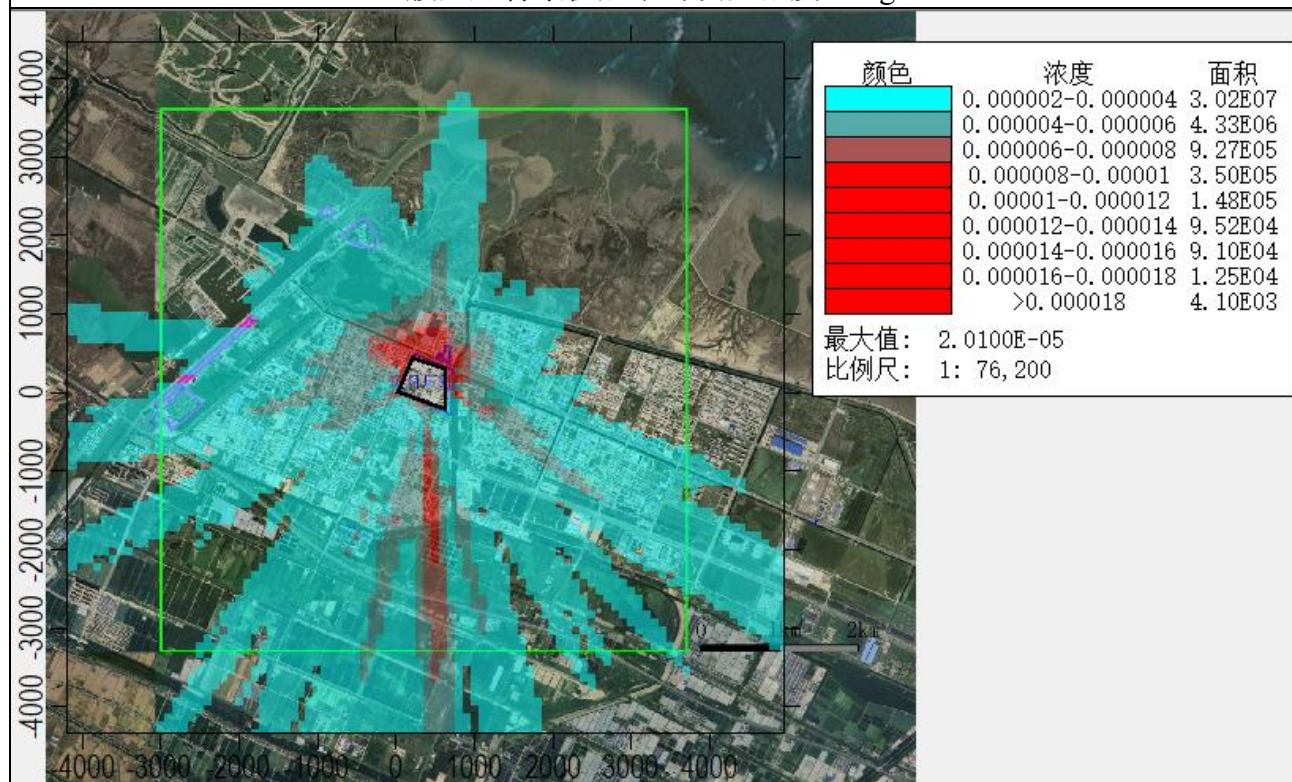 颜色 浓度 面积
0.000002-0.000004 3.02E07
0.000004-0.000006 4.33E06
0.000006-0.000008 9.27E05
0.000008-0.00001 3.50E05
0.00001-0.000012 1.48E05
0.000012-0.000014 9.52E04
0.000014-0.000016 9.10E04
0.000016-0.000018 1.25E04
>0.000018 4.10E03
最大值: 2.0100E-05
比例尺: 1: 76,200
4000
3000
2000
1000
0
-1000
-2000
-3000
-4000
0 1km 2km
-4000 -3000 -2000 -1000 0 1000 2000 3000 4000